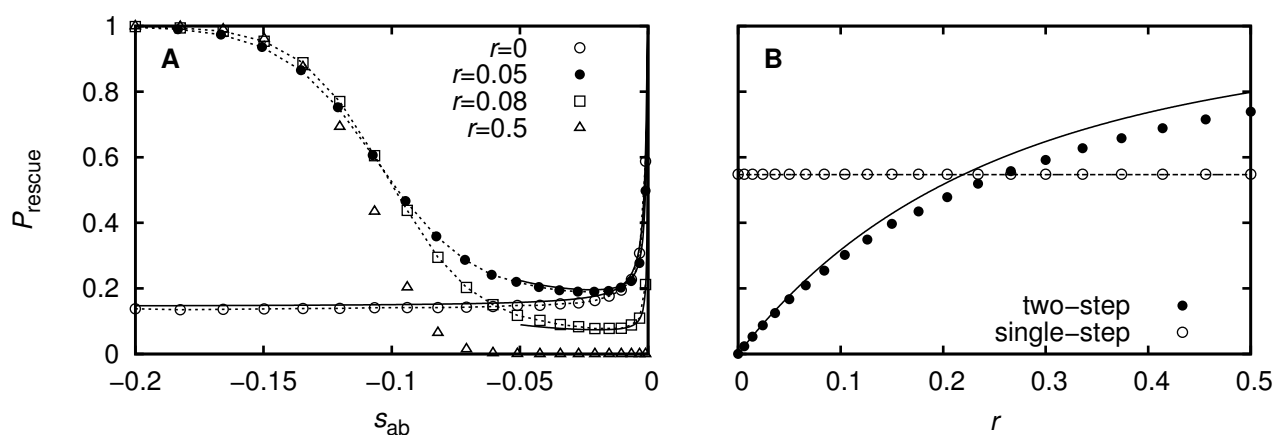 A
B
P_rescue
1
0.8
0.6
0.4
0.2
0
r=0
r=0.05
r=0.08
r=0.5
−0.2
−0.15
−0.1
−0.05
0
s_ab
two−step
single−step
0
0.1
0.2
0.3
0.4
0.5
r